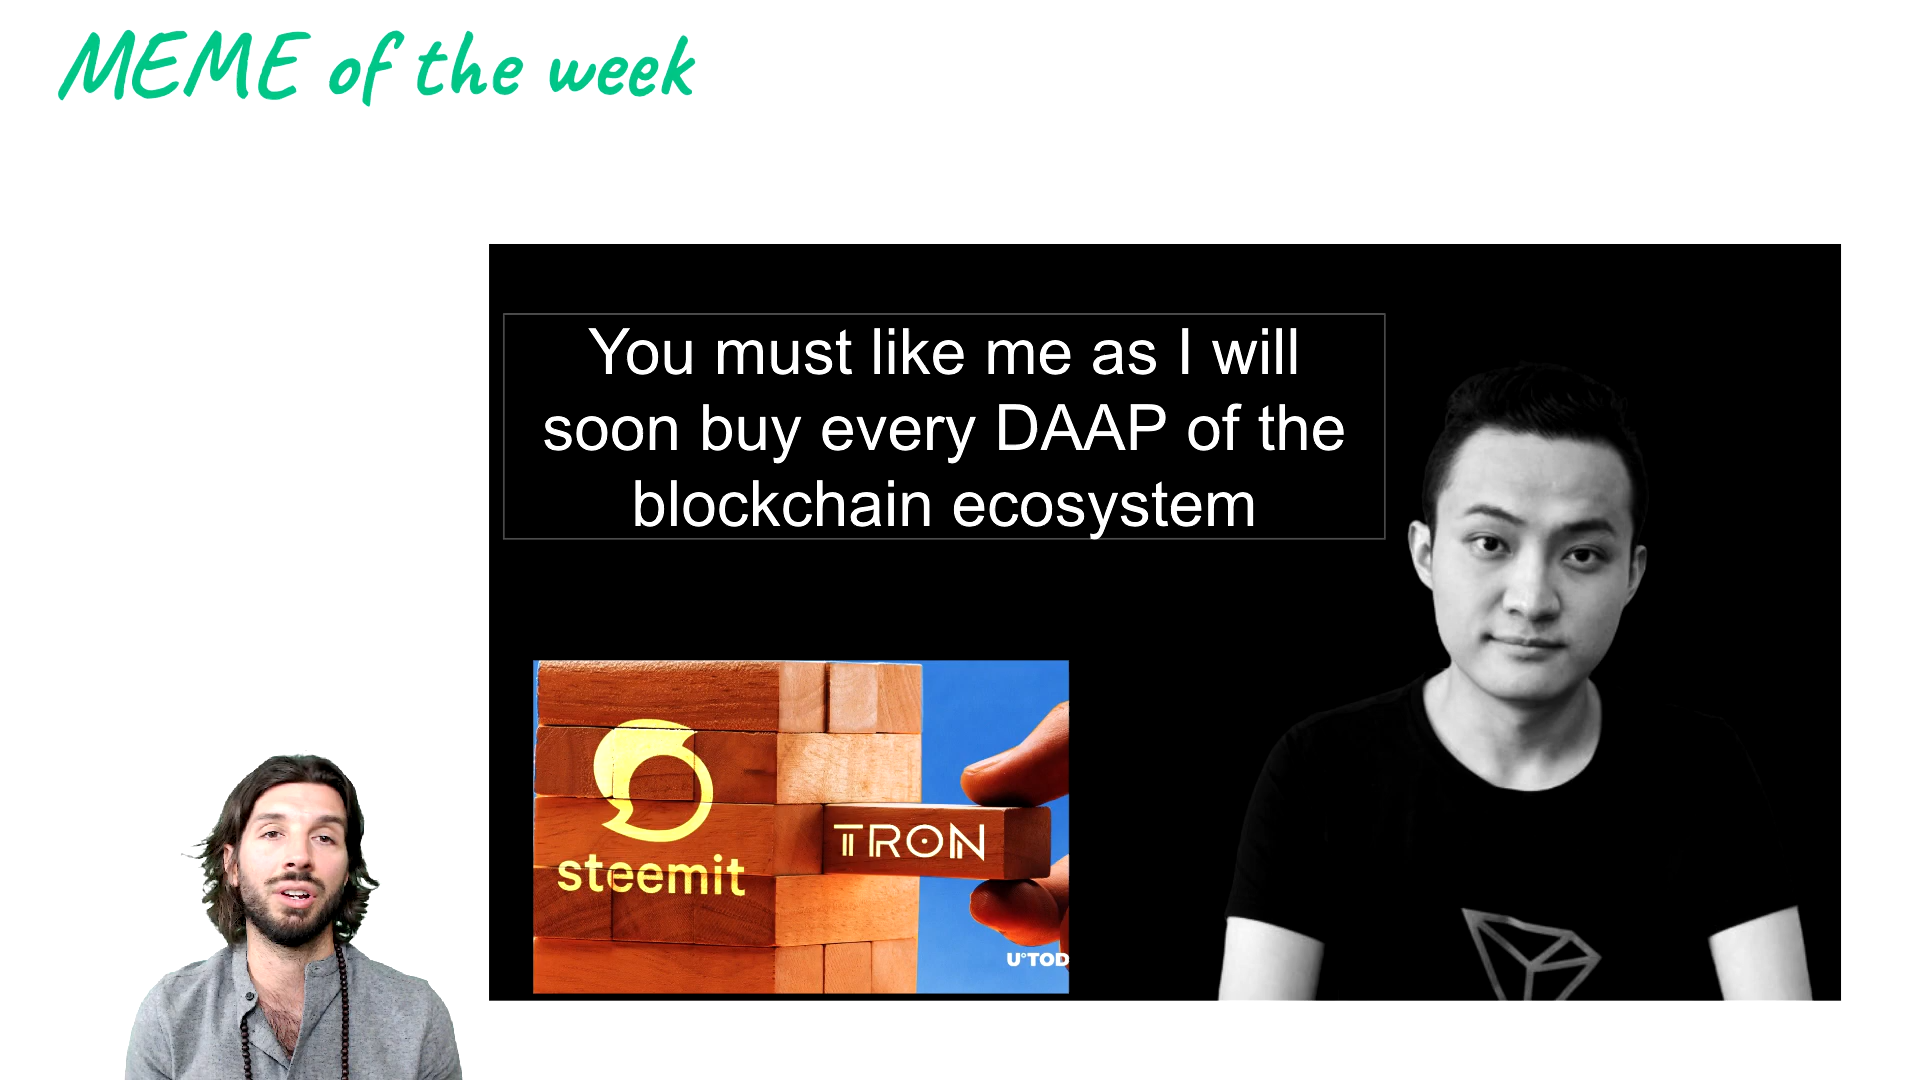 MEME of the week
You must like me as I will
soon buy every DAAP of the
blockchain ecosystem
steemit
TRON
U°TOD